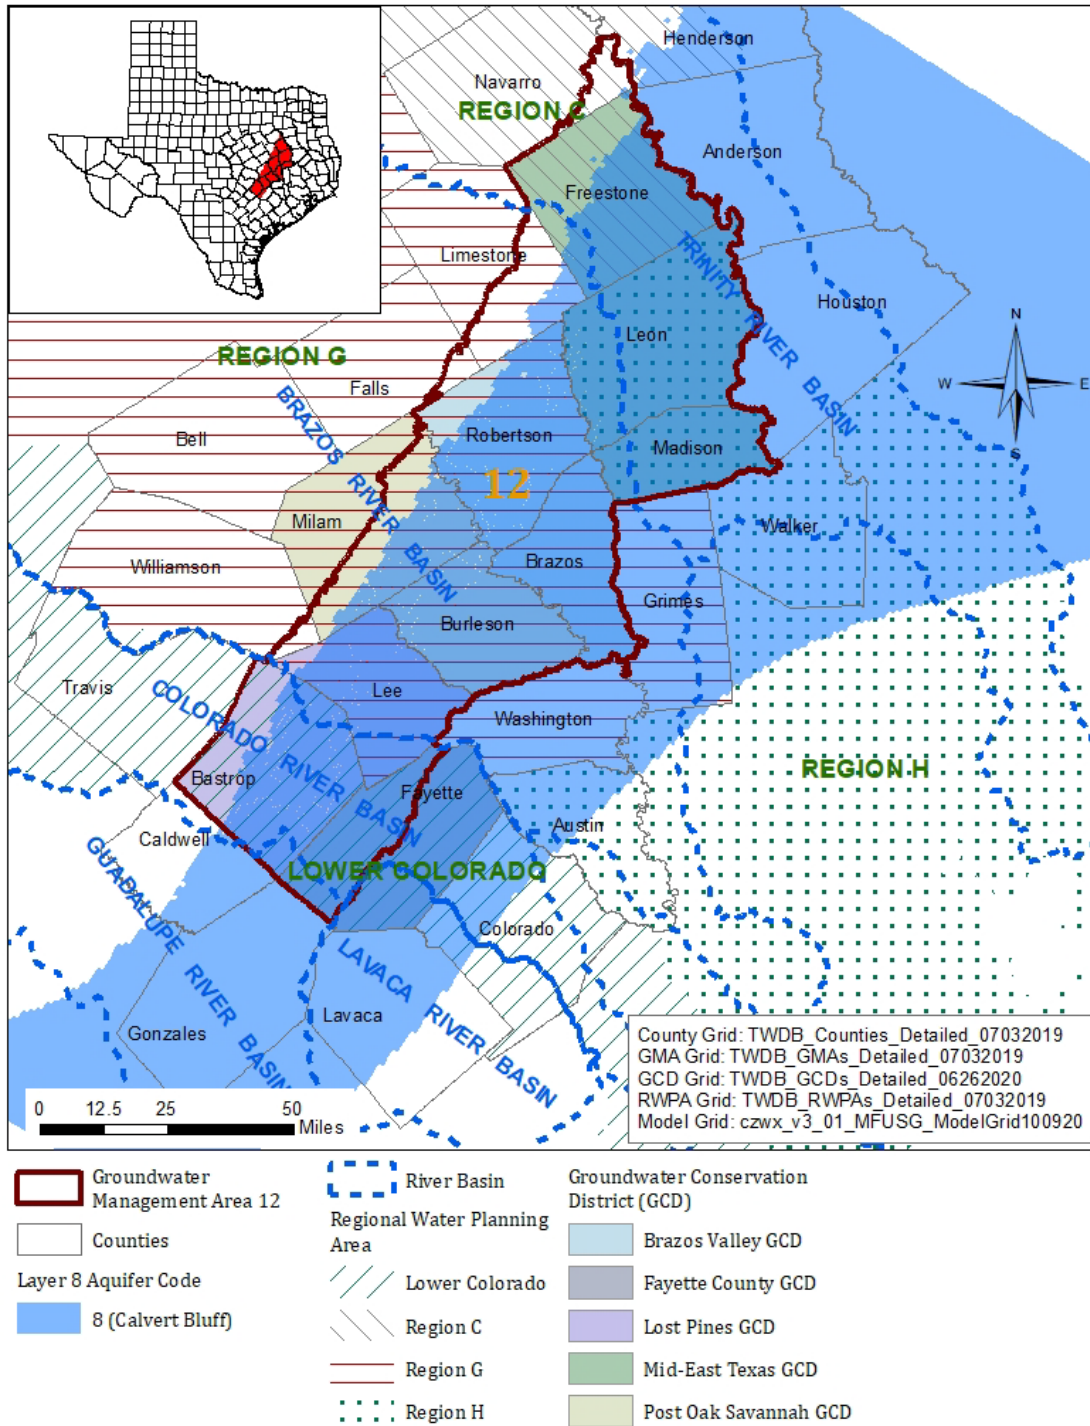 Henderson
Navarro
REGION C
Anderson
Freestone
Limestone
TRINITY RIVER BASIN
Houston
Leon
N
W
E
S
REGION G
Falls
BRAZOS RIVER BASIN
Bell
Robertson
Madison
12
Milam
Walker
Williamson
Brazos
Grimes
Burleson
Travis
Lee
COLORADO RIVER BASIN
Washington
Bastrop
Fayette
REGION H
Caldwell
Austin
GUADALUPE RIVER BASIN
LOWER COLORADO
Colorado
LAVACA RIVER BASIN
Lavaca
Gonzales
County Grid: TWDB_Counties_Detailed_07032019
GMA Grid: TWDB_GMAs_Detailed_07032019
GCD Grid: TWDB_GCDs_Detailed_06262020
RWPA Grid: TWDB_RWPAs_Detailed_07032019
Model Grid: czwx_v3_01_MFUSG_ModelGrid100920
0 12.5 25 50
Miles
Groundwater
Management Area 12
Counties
Layer 8 Aquifer Code
8 (Calvert Bluff)
River Basin
Regional Water Planning
Area
Lower Colorado
Region C
Region G
Region H
Groundwater Conservation
District (GCD)
Brazos Valley GCD
Fayette County GCD
Lost Pines GCD
Mid-East Texas GCD
Post Oak Savannah GCD